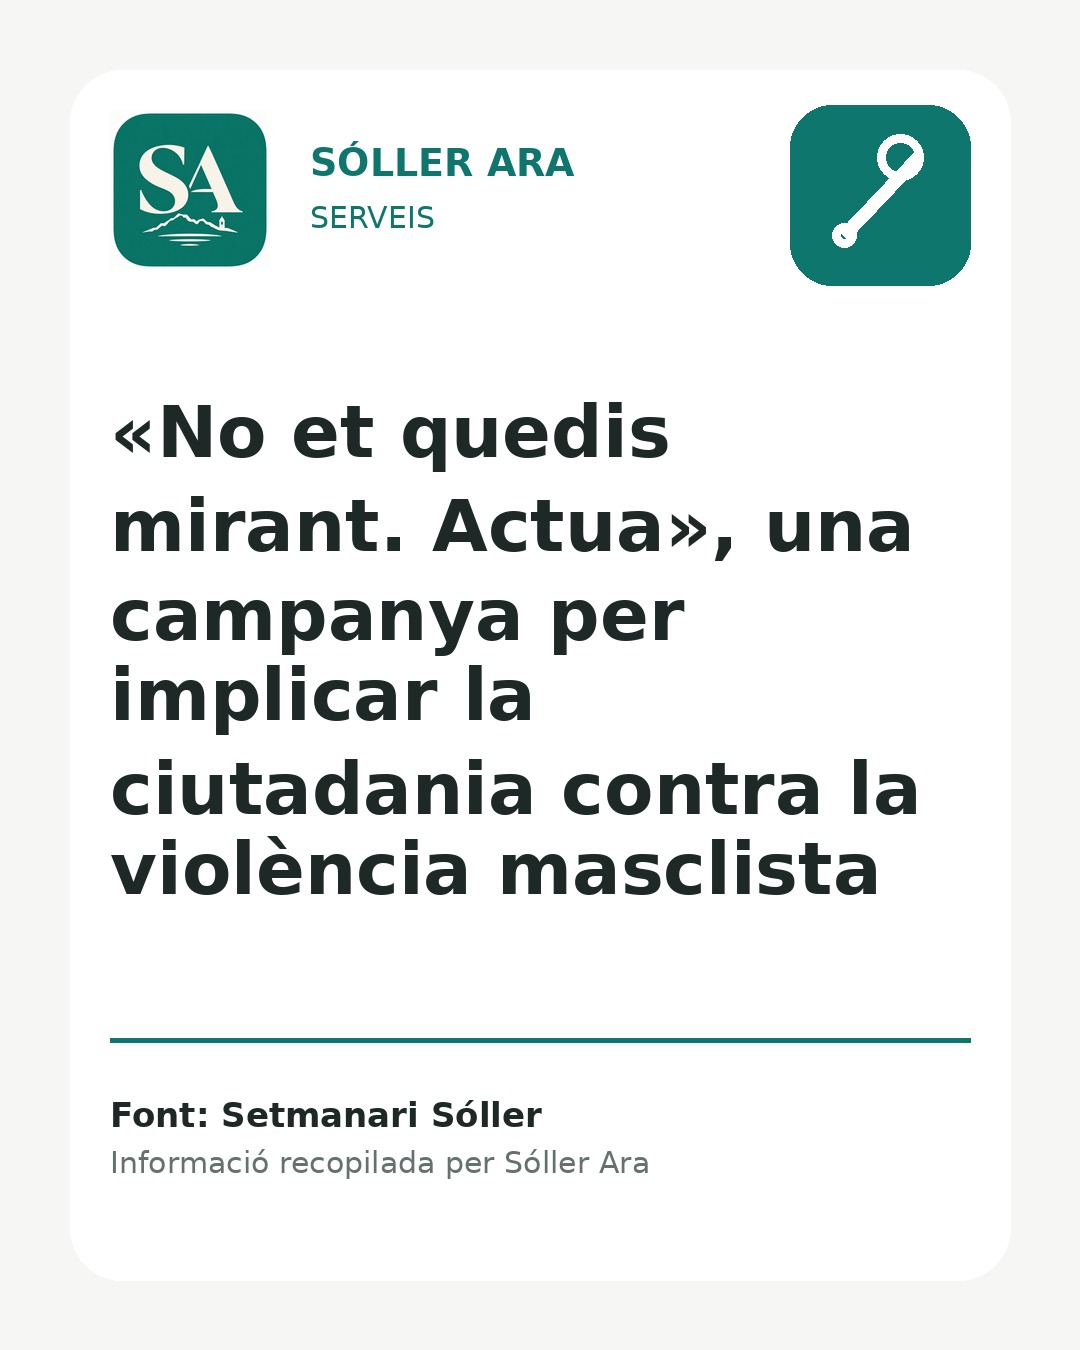 SA
SÓLLER ARA
SERVEIS
«No et quedis
mirant. Actua», una
campanya per
implicar la
ciutadania contra la
violència masclista
Font: Setmanari Sóller
Informació recopilada per Sóller Ara